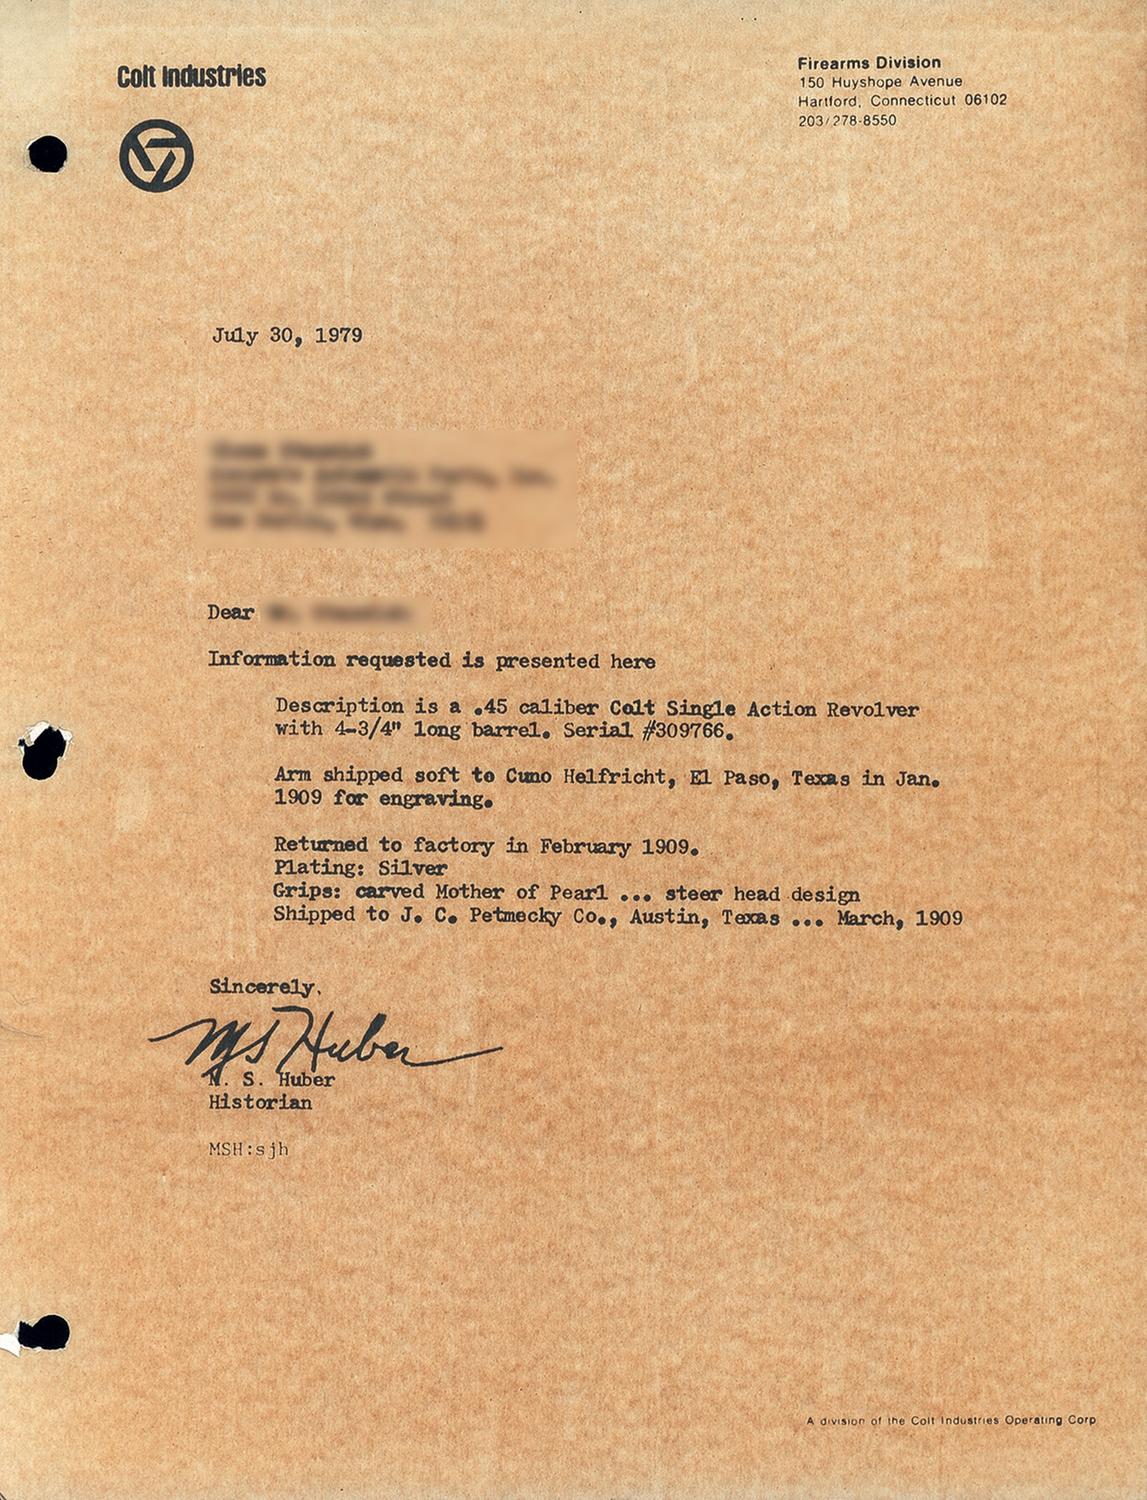 Colt Industries
Firearms Division
150 Huyshope Avenue
Hartford, Connecticut 06102
203/278-8550
July 30, 1979
Dear
Information requested is presented here
Description is a .45 caliber Colt Single Action Revolver
with 4-3/4" long barrel. Serial #309766.
Arm shipped soft to Cuno Helfricht, El Paso, Texas in Jan.
1909 for engraving.
Returned to factory in February 1909.
Plating: Silver
Grips: carved Mother of Pearl ... steer head design
Shipped to J. C. Petmecky Co., Austin, Texas ... March, 1909
Sincerely,
MS Huber
M. S. Huber
Historian
MSH:sjh
A division of the Colt Industries Operating Corp